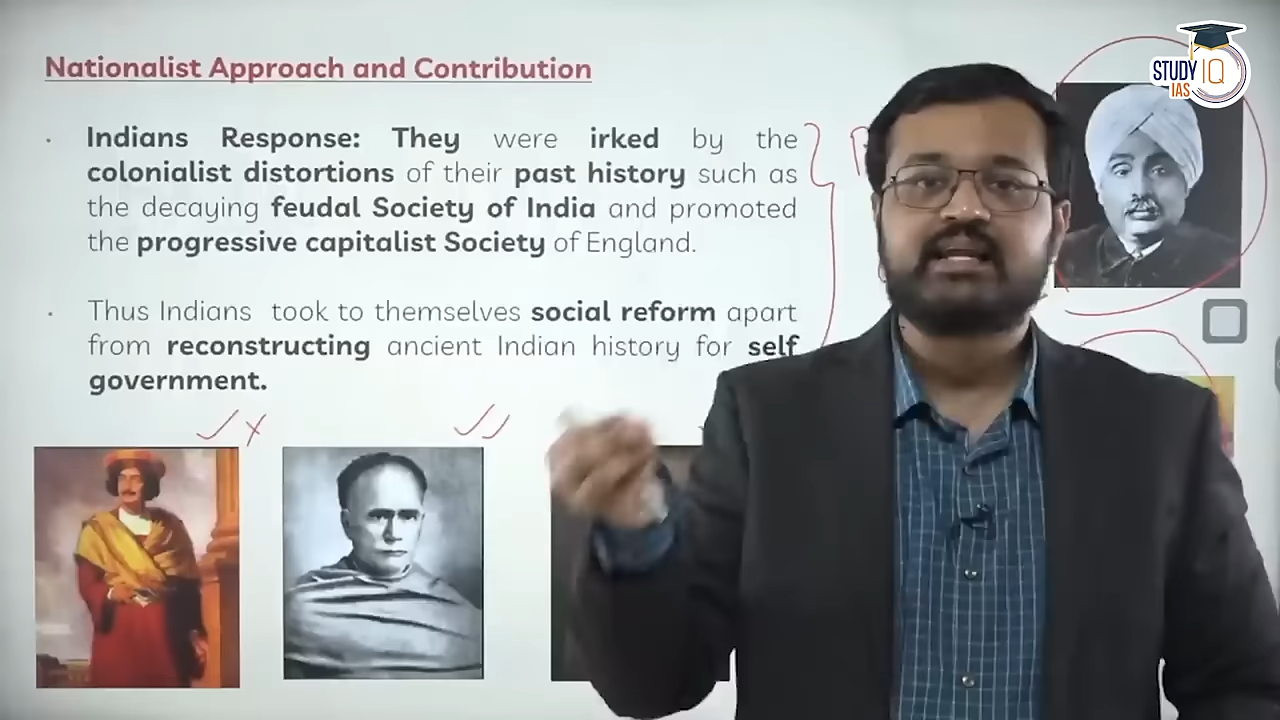 Nationalist Approach and Contribution
STUDY IQ
IAS
• Indians Response: They were irked by the
colonialist distortions of their past history such as
the decaying feudal Society of India and promoted
the progressive capitalist Society of England.
• Thus Indians took to themselves social reform apart
from reconstructing ancient Indian history for self
government.